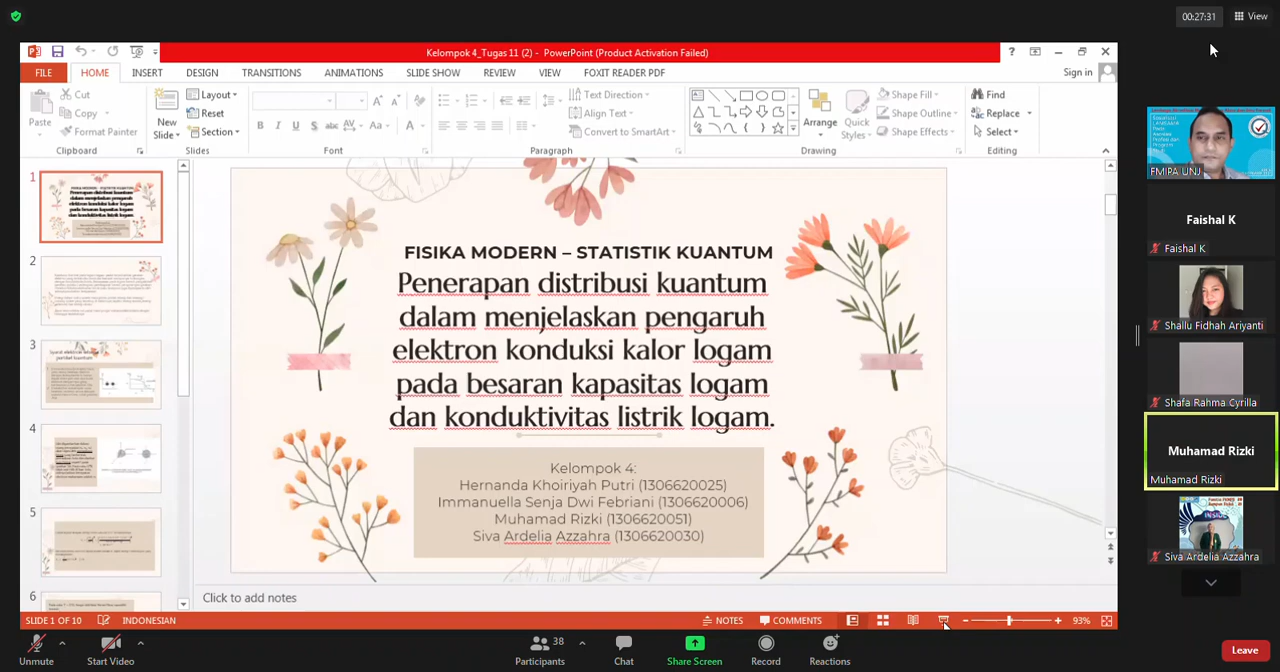 00:27:31
View
Kelompok 4_Tugas 11 (2) - PowerPoint (Product Activation Failed)
FILE HOME INSERT DESIGN TRANSITIONS ANIMATIONS SLIDE SHOW REVIEW VIEW FOXIT READER PDF
Sign in
Paste
Cut
Copy
Format Painter
Clipboard
New Slide
Layout
Reset
Section
Slides
Font
Text Direction
Align Text
Convert to SmartArt
Paragraph
Arrange
Quick Styles
Shape Fill
Shape Outline
Shape Effects
Drawing
Find
Replace
Select
Editing
1
2
3
4
5
6
FISIKA MODERN – STATISTIK KUANTUM
Penerapan distribusi kuantum
dalam menjelaskan pengaruh
elektron konduksi kalor logam
pada besaran kapasitas logam
dan konduktivitas listrik logam.
Kelompok 4:
Hernanda Khoiriyah Putri (1306620025)
Immanuella Senja Dwi Febriani (1306620006)
Muhamad Rizki (1306620051)
Siva Ardelia Azzahra (1306620030)
Click to add notes
SLIDE 1 OF 10 INDONESIAN NOTES COMMENTS 93%
FMIPA UNJ
Faishal K
Faishal K
Shallu Fidhah Ariyanti
Shafa Rahma Cyrilla
Muhamad Rizki
Muhamad Rizki
INSIDE
Siva Ardelia Azzahra
Unmute
Start Video
Participants
38
Chat
Share Screen
Record
Reactions
Leave